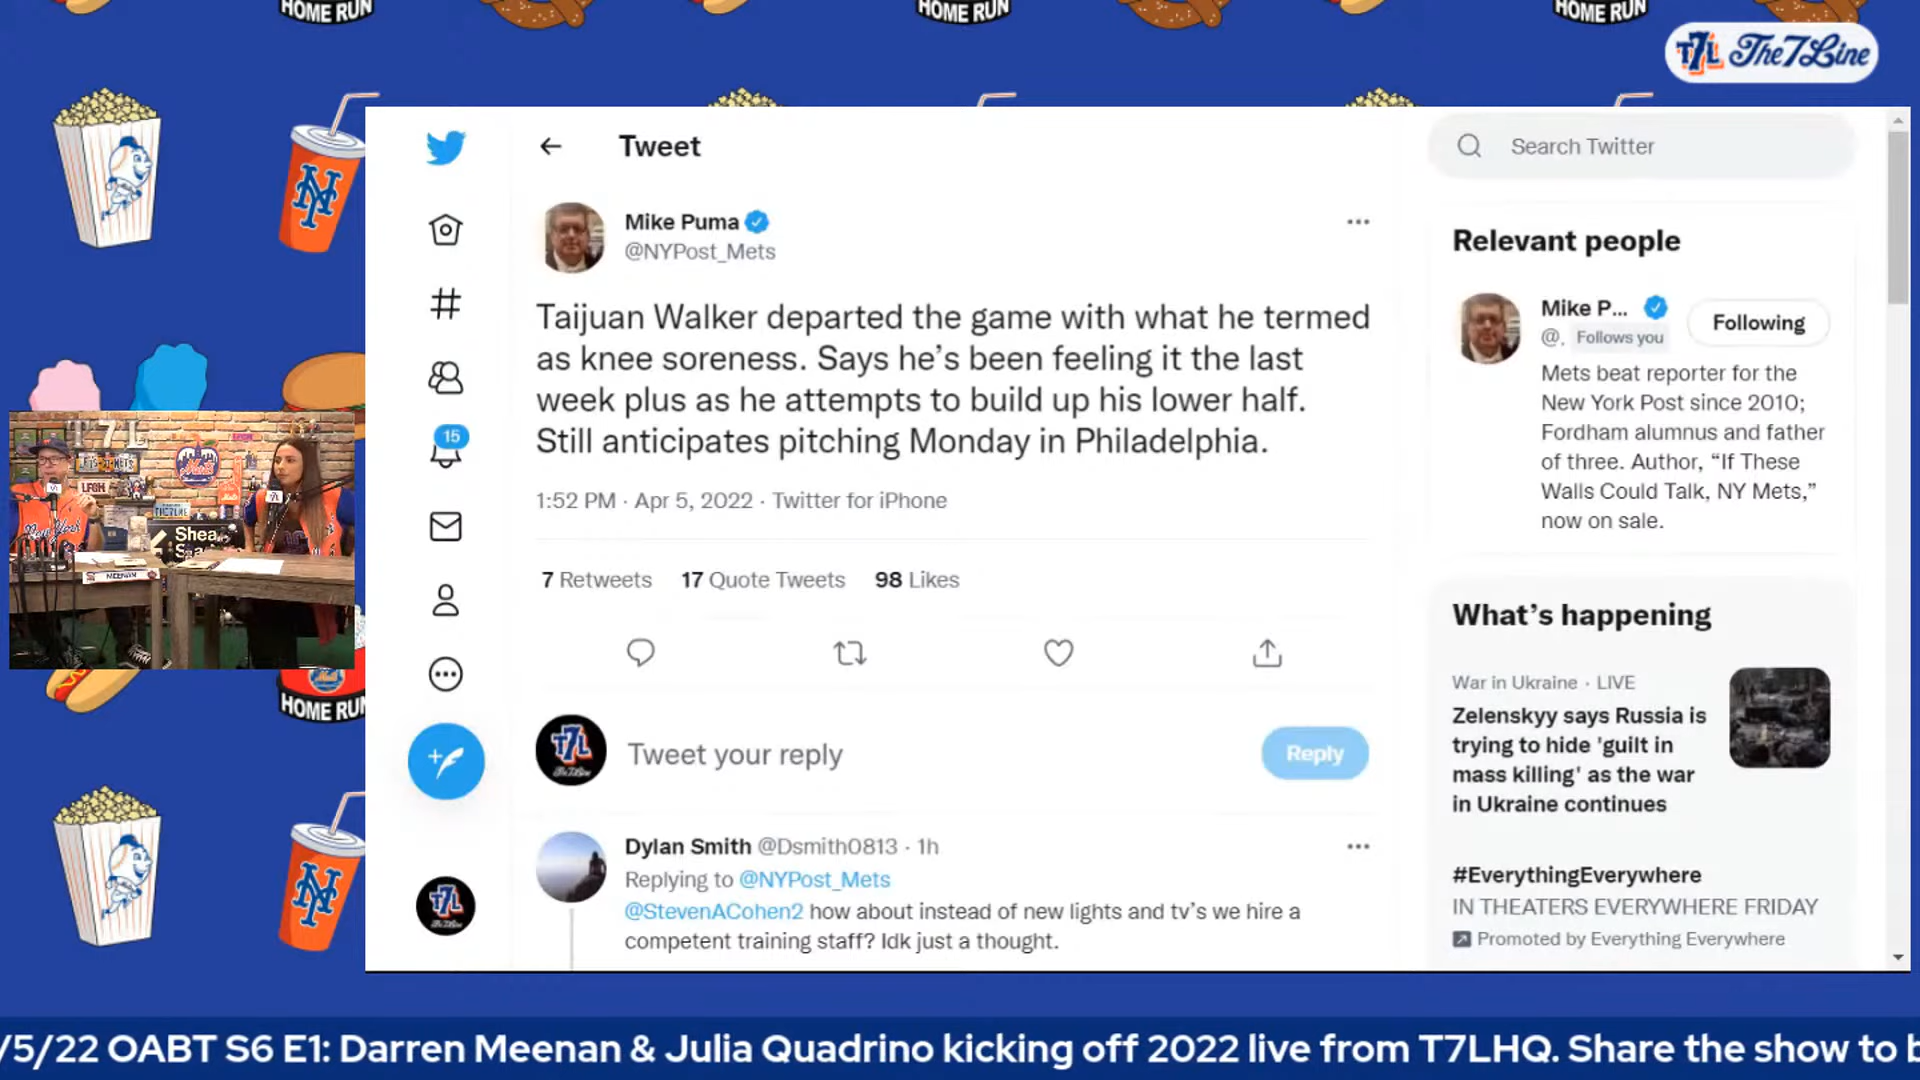 HOME RUN
HOME RUN
HOME RUN
T7L The7Line
Tweet
Search Twitter
Mike Puma
@NYPost_Mets
Taijuan Walker departed the game with what he termed
as knee soreness. Says he’s been feeling it the last
week plus as he attempts to build up his lower half.
Still anticipates pitching Monday in Philadelphia.
1:52 PM · Apr 5, 2022 · Twitter for iPhone
7 Retweets 17 Quote Tweets 98 Likes
15
Tweet your reply
Reply
Dylan Smith @Dsmith0813 · 1h
Replying to @NYPost_Mets
@StevenACohen2 how about instead of new lights and tv’s we hire a
competent training staff? Idk just a thought.
Relevant people
Mike P...
@. Follows you
Following
Mets beat reporter for the
New York Post since 2010;
Fordham alumnus and father
of three. Author, “If These
Walls Could Talk, NY Mets,”
now on sale.
What’s happening
War in Ukraine · LIVE
Zelenskyy says Russia is
trying to hide 'guilt in
mass killing' as the war
in Ukraine continues
#EverythingEverywhere
IN THEATERS EVERYWHERE FRIDAY
Promoted by Everything Everywhere
T7L
Mets
LFGM
New York
Shea
MEENAN
HOME RUN
/5/22 OABT S6 E1: Darren Meenan & Julia Quadrino kicking off 2022 live from T7LHQ. Share the show to b